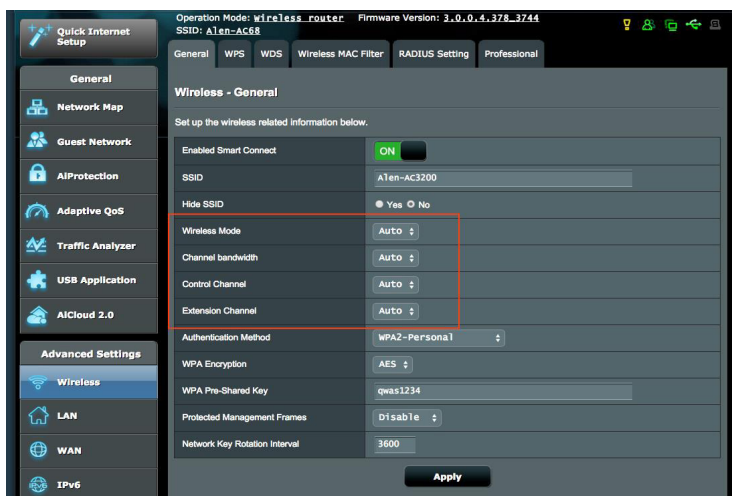 Quick Internet
Setup
General
Network Map
Guest Network
AiProtection
Adaptive QoS
Traffic Analyzer
USB Application
AiCloud 2.0
Advanced Settings
Wireless
LAN
WAN
IPv6
Operation Mode: Wireless router Firmware Version: 3.0.0.4.378_3744
SSID: Alen-AC68
General WPS WDS Wireless MAC Filter RADIUS Setting Professional
Wireless - General
Set up the wireless related information below.
Enabled Smart Connect ON
SSID Alen-AC3200
Hide SSID Yes No
Wireless Mode Auto
Channel bandwidth Auto
Control Channel Auto
Extension Channel Auto
Authentication Method WPA2-Personal
WPA Encryption AES
WPA Pre-Shared Key qwas1234
Protected Management Frames Disable
Network Key Rotation Interval 3600
Apply